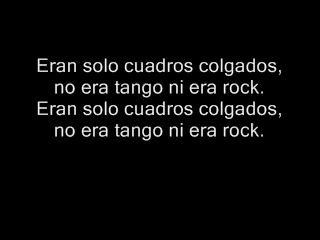 Eran solo cuadros colgados,
no era tango ni era rock.
Eran solo cuadros colgados,
no era tango ni era rock.